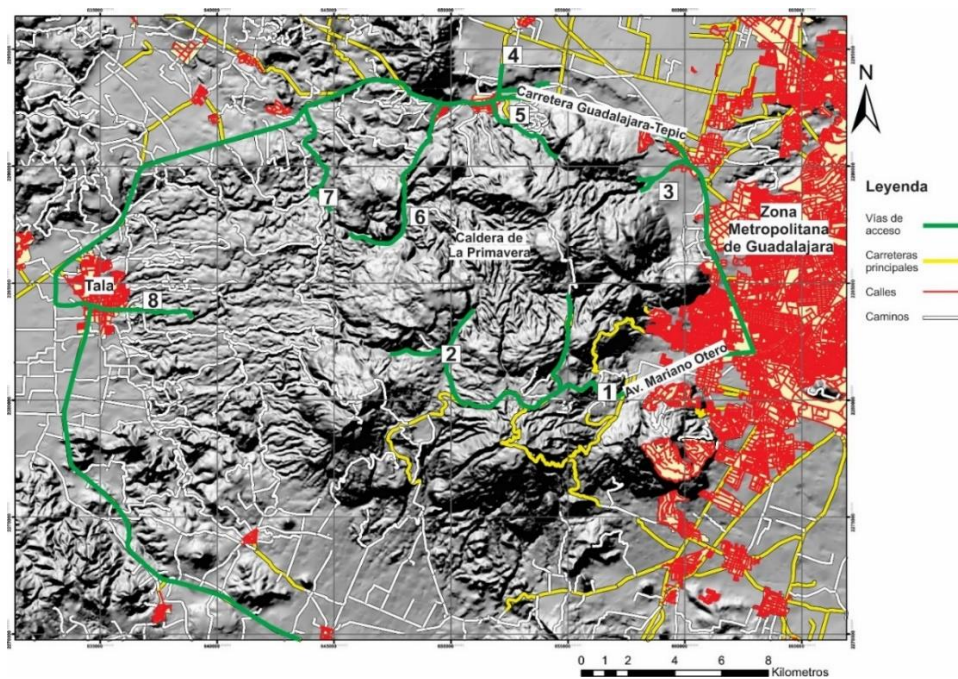 4
Carretera Guadalajara-Tepic
5
N
3
7
6
Leyenda
Zona
Metropolitana
de Guadalajara
Caldera de
La Primavera
Vías de
acceso
Carreteras
principales
Calles
Caminos
Tala
8
2
1
Av. Mariano Otero
0 1 2 4 6 8
Kilometros